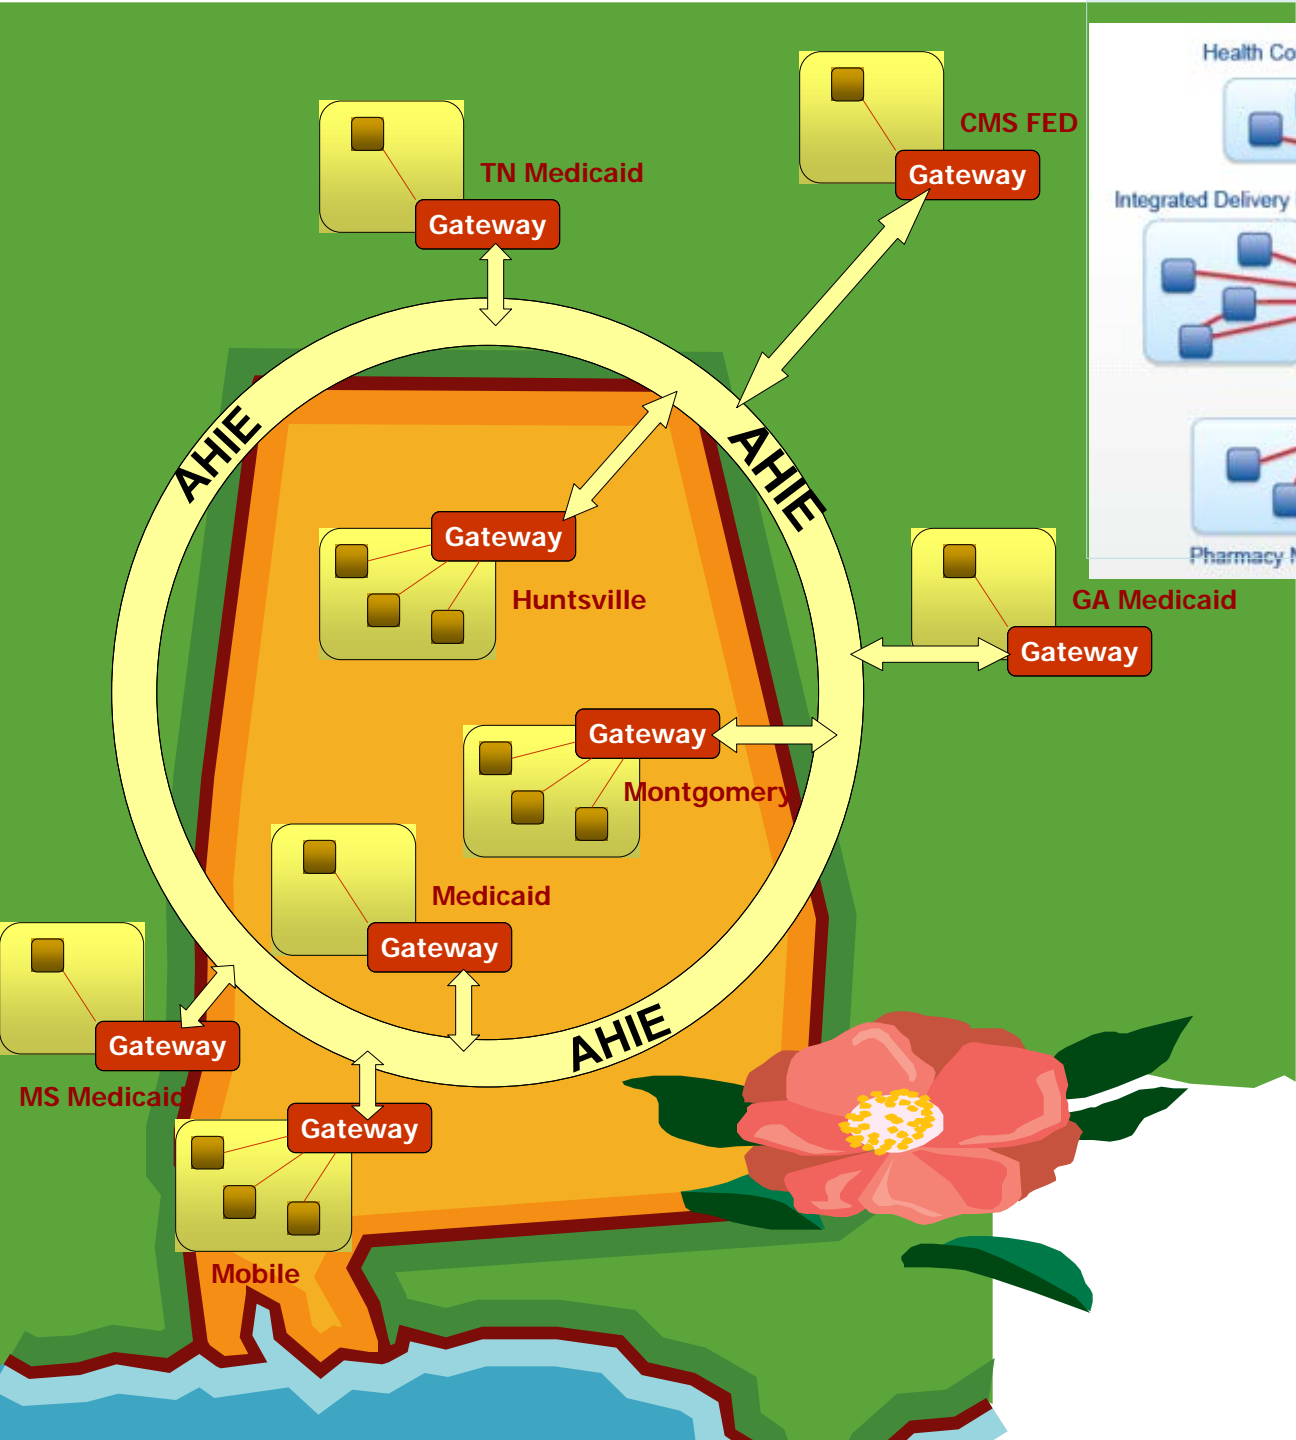 Health Co
CMS FED
Gateway
TN Medicaid
Gateway
Integrated Delivery
AHIE
AHIE
Gateway
Huntsville
Pharmacy
GA Medicaid
Gateway
Gateway
Montgomery
Medicaid
Gateway
AHIE
Gateway
MS Medicaid
Gateway
Mobile